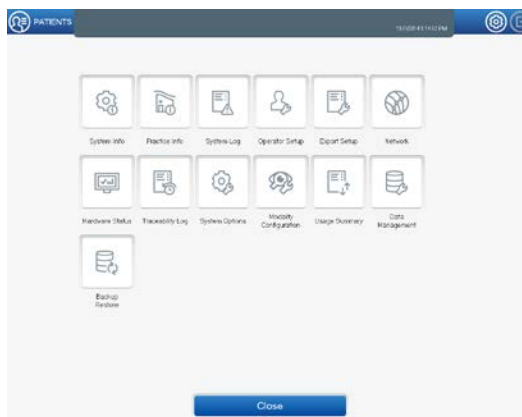 PATIENTS
System Info
Practice Info
System Log
Operator Setup
Export Setup
Network
Hardware Status
Traceability Log
System Options
Modality
Configuration
Usage Summary
Data
Management
Backup
Restore
Close